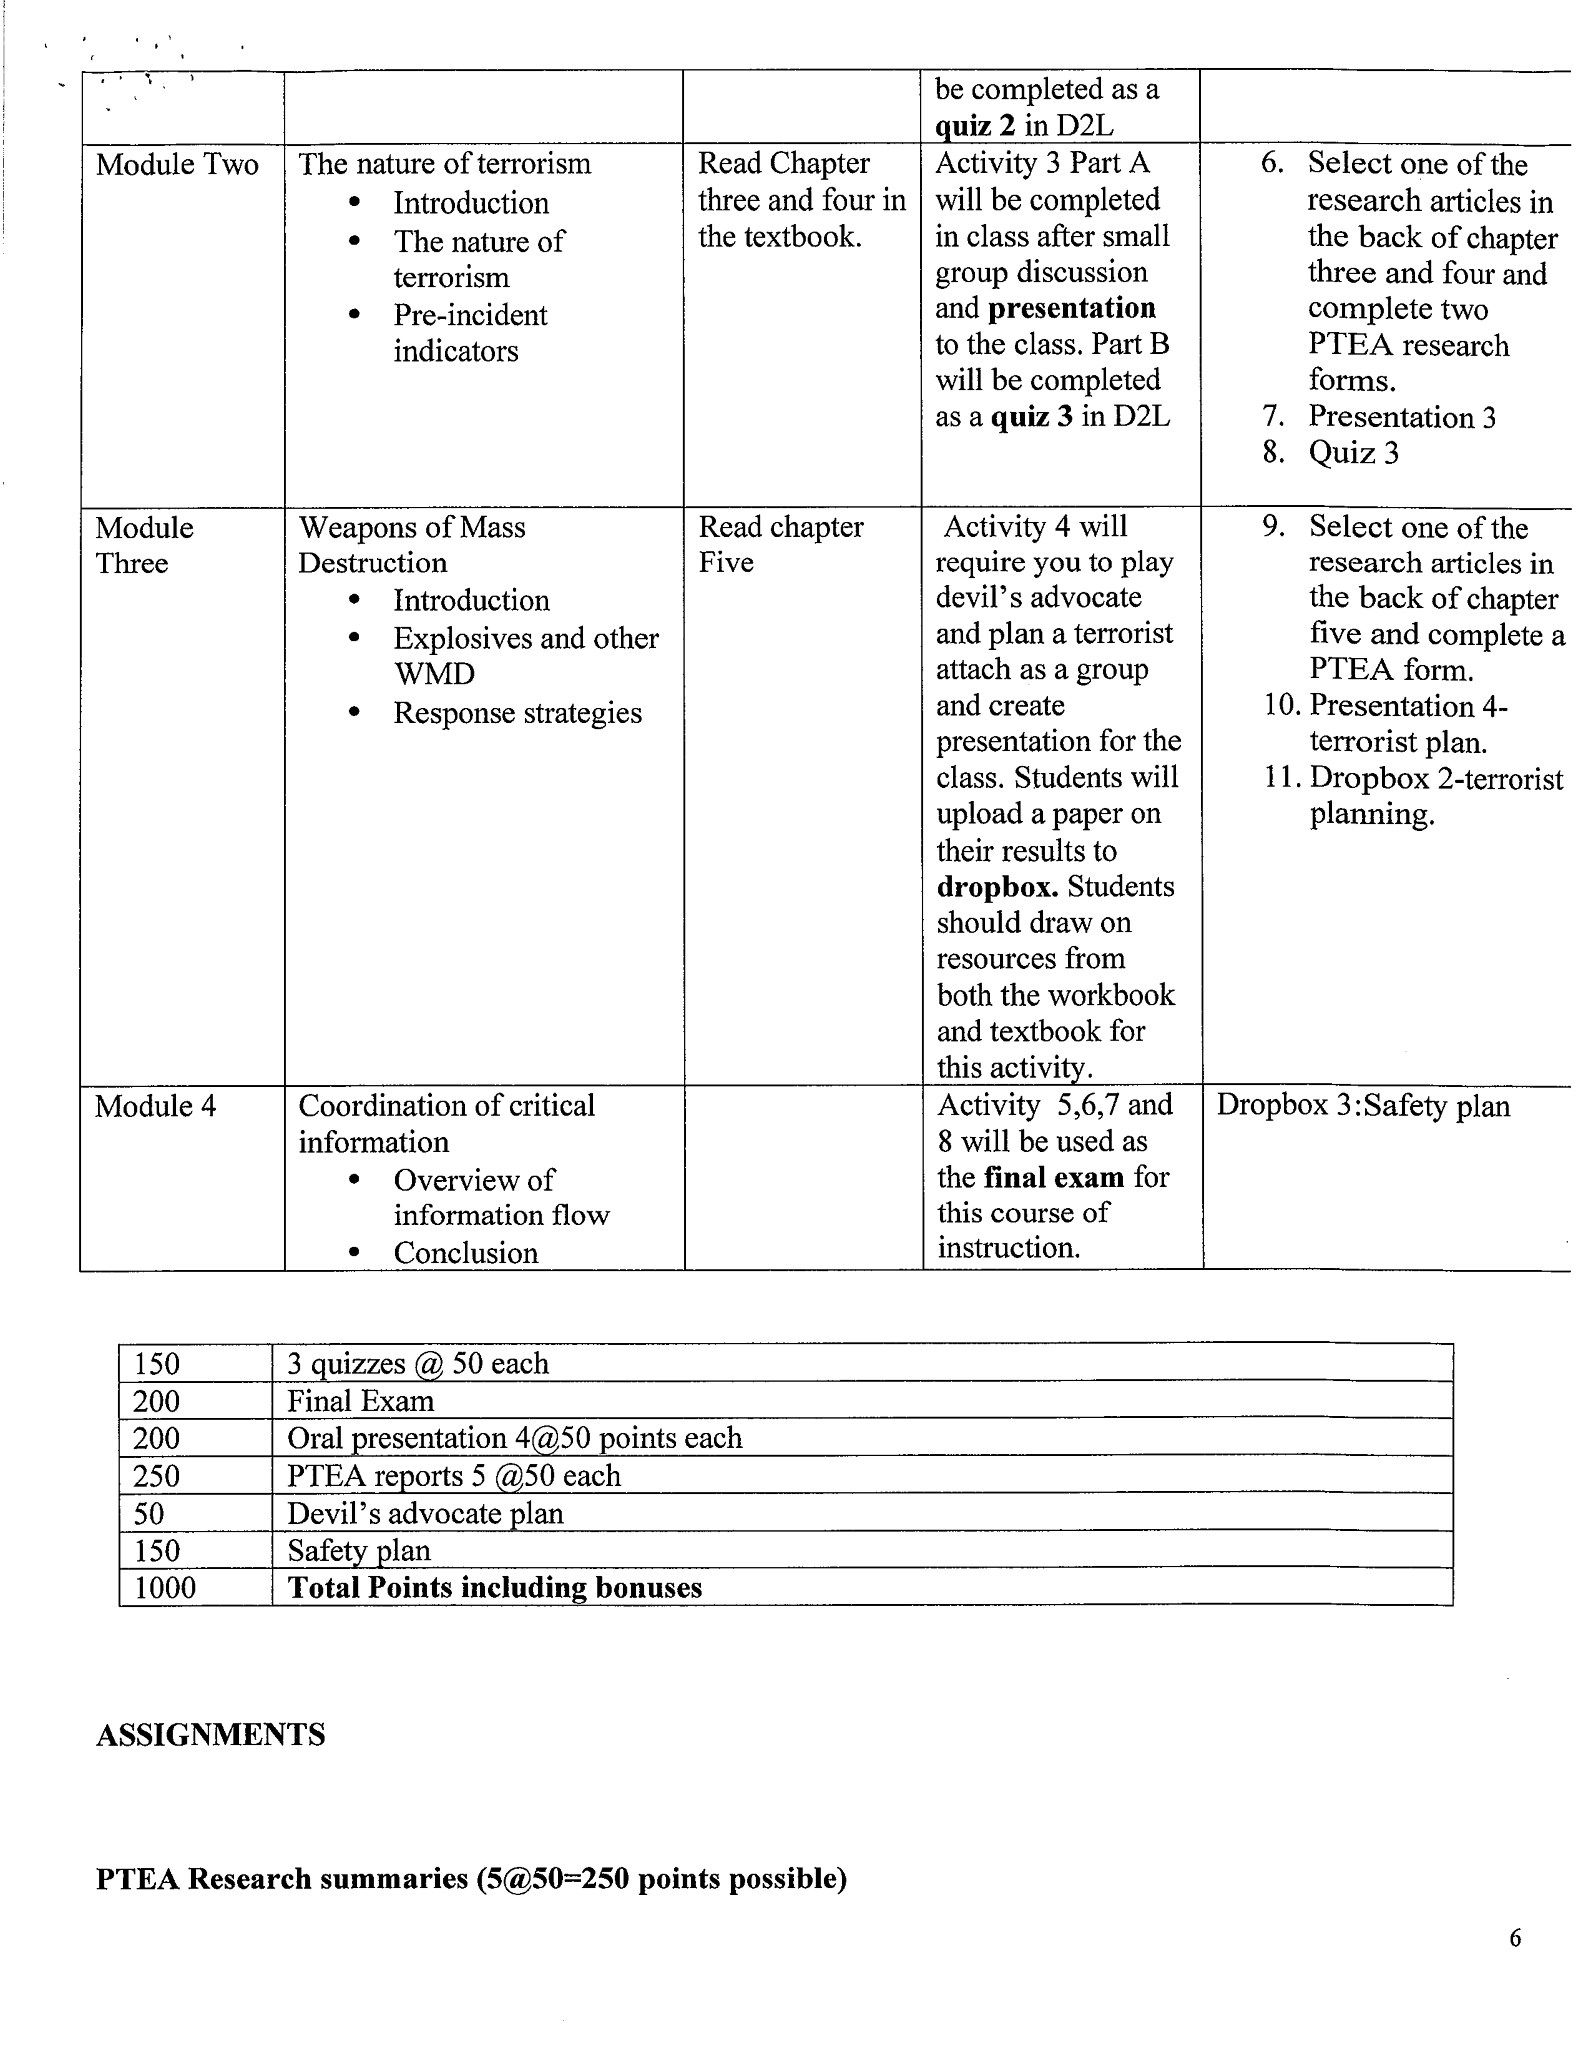 be completed as a
quiz 2 in D2L
Module Two
The nature of terrorism
• Introduction
• The nature of
terrorism
• Pre-incident
indicators
Read Chapter
three and four in
the textbook.
Activity 3 Part A
will be completed
in class after small
group discussion
and presentation
to the class. Part B
will be completed
as a quiz 3 in D2L
6. Select one of the
research articles in
the back of chapter
three and four and
complete two
PTEA research
forms.
7. Presentation 3
8. Quiz 3
Module
Three
Weapons of Mass
Destruction
• Introduction
• Explosives and other
WMD
• Response strategies
Read chapter
Five
Activity 4 will
require you to play
devil's advocate
and plan a terrorist
attach as a group
and create
presentation for the
class. Students will
upload a paper on
their results to
dropbox. Students
should draw on
resources from
both the workbook
and textbook for
this activity.
9. Select one of the
research articles in
the back of chapter
five and complete a
PTEA form.
10. Presentation 4-
terrorist plan.
11. Dropbox 2-terrorist
planning.
Module 4
Coordination of critical
information
• Overview of
information flow
• Conclusion
Activity 5,6,7 and
8 will be used as
the final exam for
this course of
instruction.
Dropbox 3:Safety plan
150 3 quizzes @ 50 each
200 Final Exam
200 Oral presentation 4@50 points each
250 PTEA reports 5 @50 each
50 Devil's advocate plan
150 Safety plan
1000 Total Points including bonuses
ASSIGNMENTS
PTEA Research summaries (5@50=250 points possible)
6